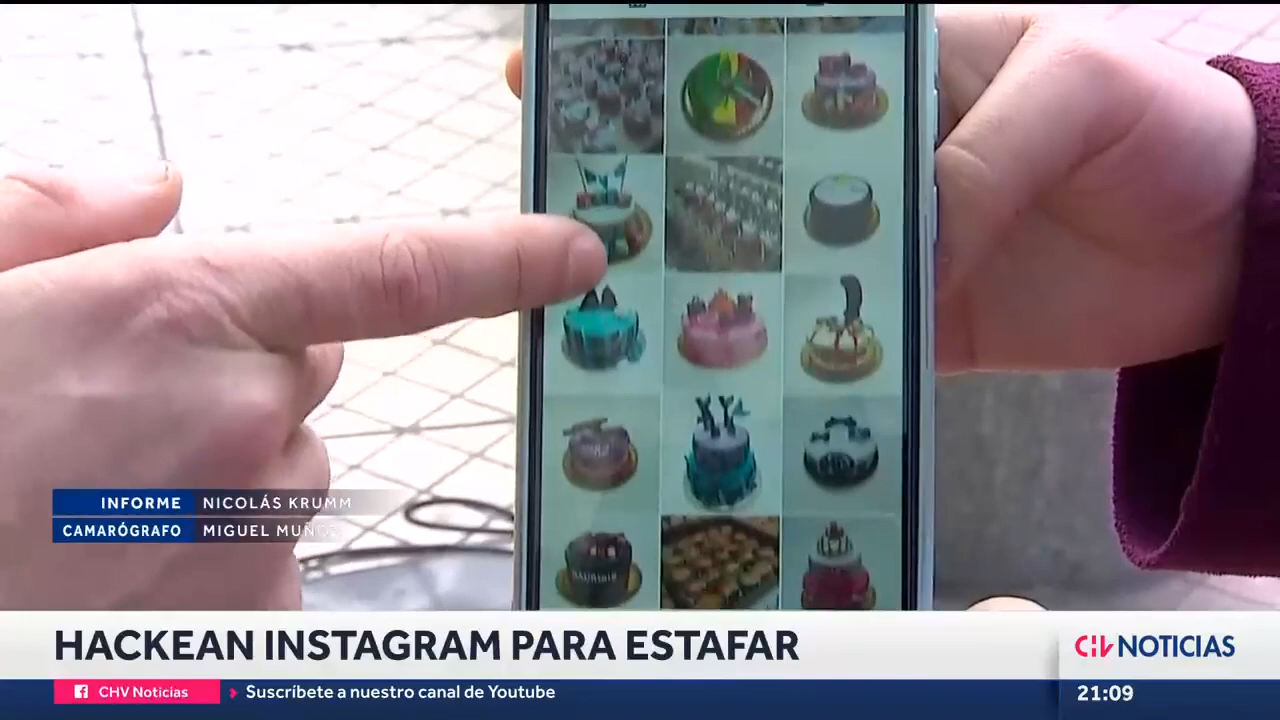 INFORME NICOLÁS KRUMM
CAMARÓGRAFO MIGUEL MUÑOZ
HACKEAN INSTAGRAM PARA ESTAFAR
CHV NOTICIAS
CHV Noticias
Suscríbete a nuestro canal de Youtube
21:09